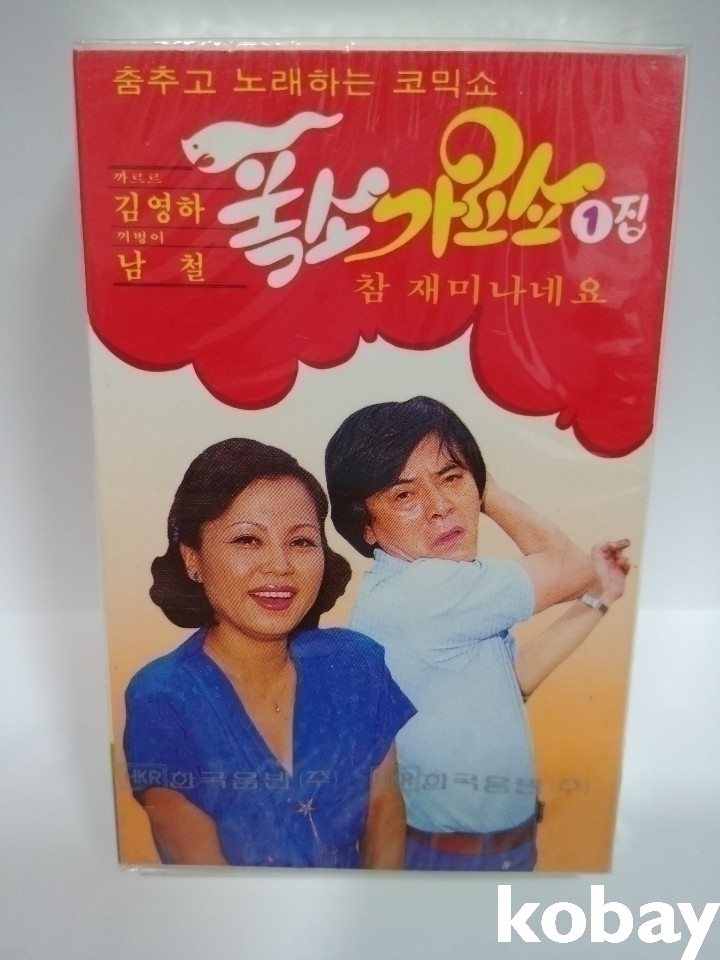 춤추고 노래하는 코믹쇼
까르르
김영하
꺼벙이
남 철
폭소가요쇼 1집
참 재미나네요
HKR 한국음반(주)
HKR 한국음반(주)
kobay